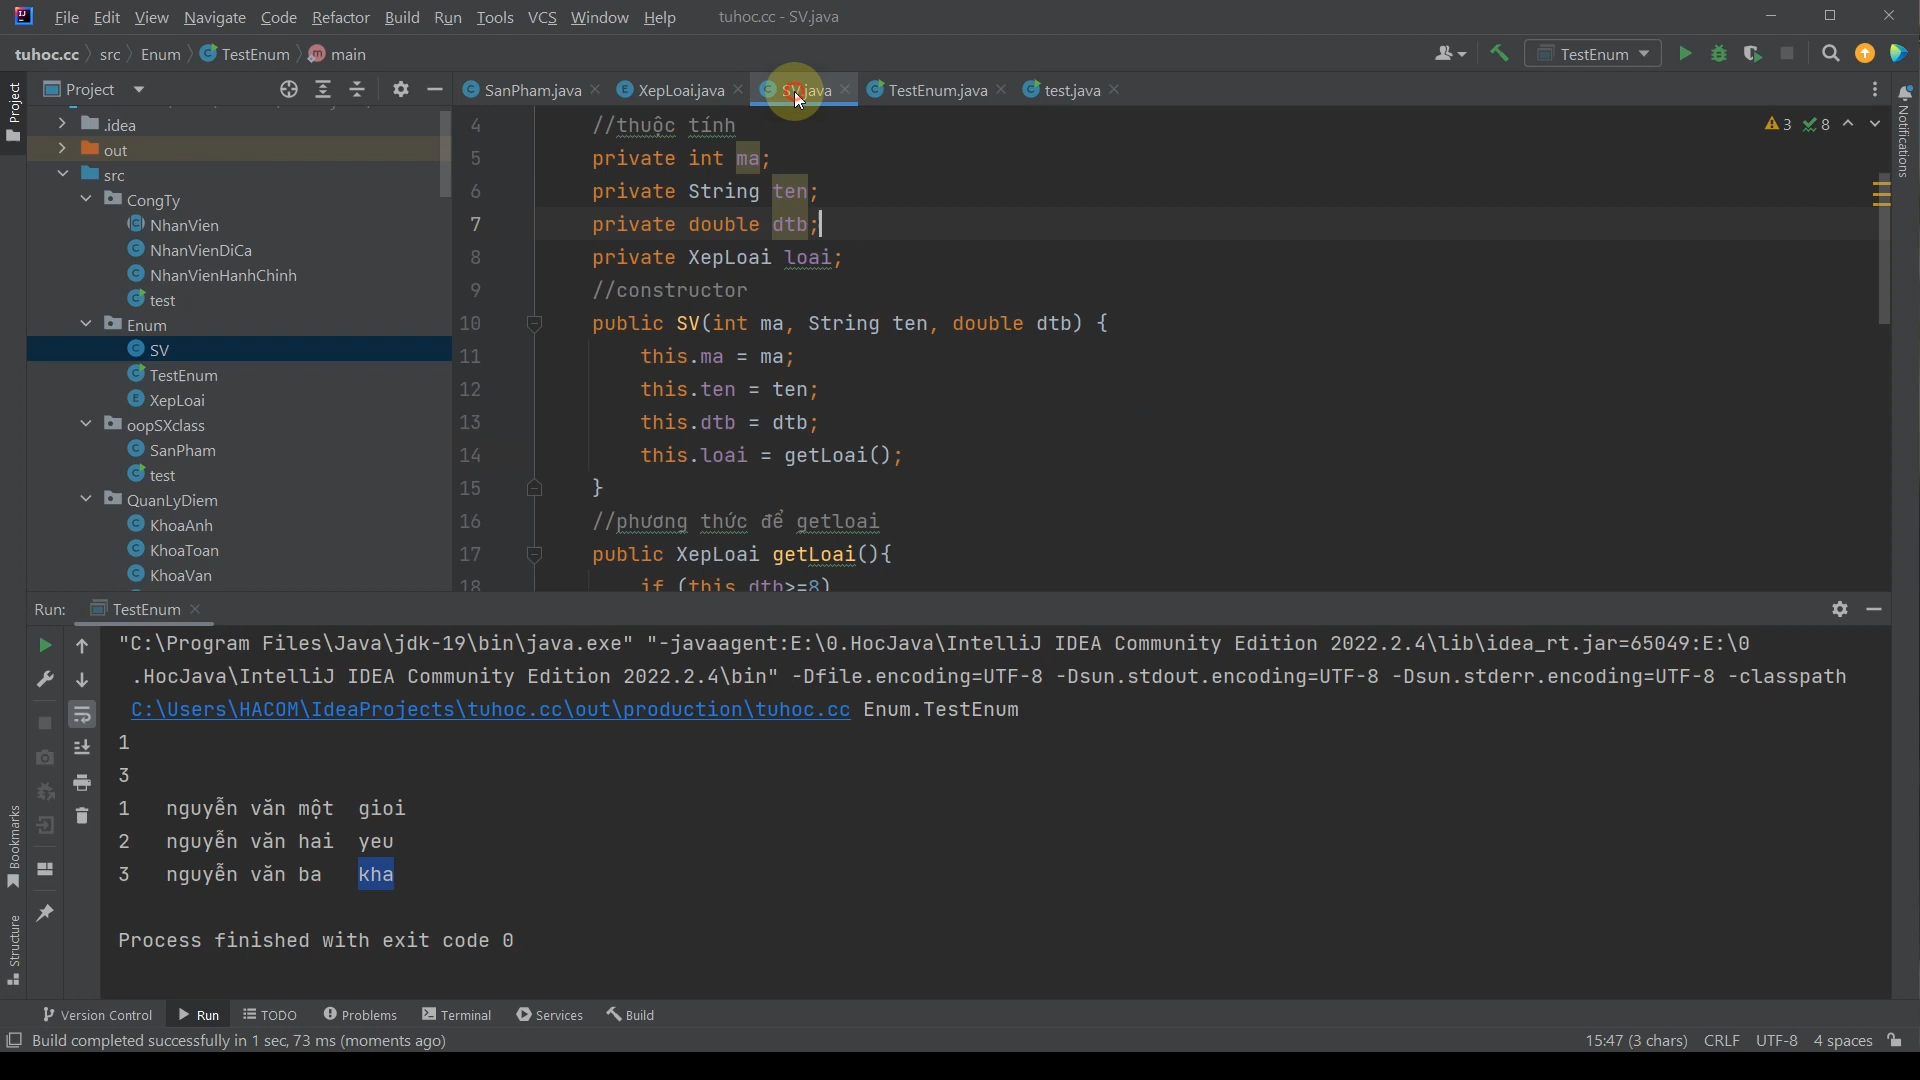 File Edit View Navigate Code Refactor Build Run Tools VCS Window Help tuhoc.cc - SV.java
tuhoc.cc src Enum TestEnum main TestEnum
Project
SanPham.java XepLoai.java SV.java TestEnum.java test.java
Project
.idea
out
src
CongTy
NhanVien
NhanVienDiCa
NhanVienHanhChinh
test
Enum
SV
TestEnum
XepLoai
oopSXclass
SanPham
test
QuanLyDiem
KhoaAnh
KhoaToan
KhoaVan
3 8
Notifications
4 //thuộc tính
5 private int ma;
6 private String ten;
7 private double dtb;
8 private XepLoai loai;
9 //constructor
10 public SV(int ma, String ten, double dtb) {
11 this.ma = ma;
12 this.ten = ten;
13 this.dtb = dtb;
14 this.loai = getLoai();
15 }
16 //phương thức để getloai
17 public XepLoai getLoai(){
18 if (this.dtb>=8)
Run: TestEnum
"C:\Program Files\Java\jdk-19\bin\java.exe" "-javaagent:E:\0.HocJava\IntelliJ IDEA Community Edition 2022.2.4\lib\idea_rt.jar=65049:E:\0
.HocJava\IntelliJ IDEA Community Edition 2022.2.4\bin" -Dfile.encoding=UTF-8 -Dsun.stdout.encoding=UTF-8 -Dsun.stderr.encoding=UTF-8 -classpath
C:\Users\HACOM\IdeaProjects\tuhoc.cc\out\production\tuhoc.cc Enum.TestEnum
1
3
1 nguyễn văn một gioi
2 nguyễn văn hai yeu
3 nguyễn văn ba kha
Process finished with exit code 0
Bookmarks
Structure
Version Control Run TODO Problems Terminal Services Build
Build completed successfully in 1 sec, 73 ms (moments ago) 15:47 (3 chars) CRLF UTF-8 4 spaces